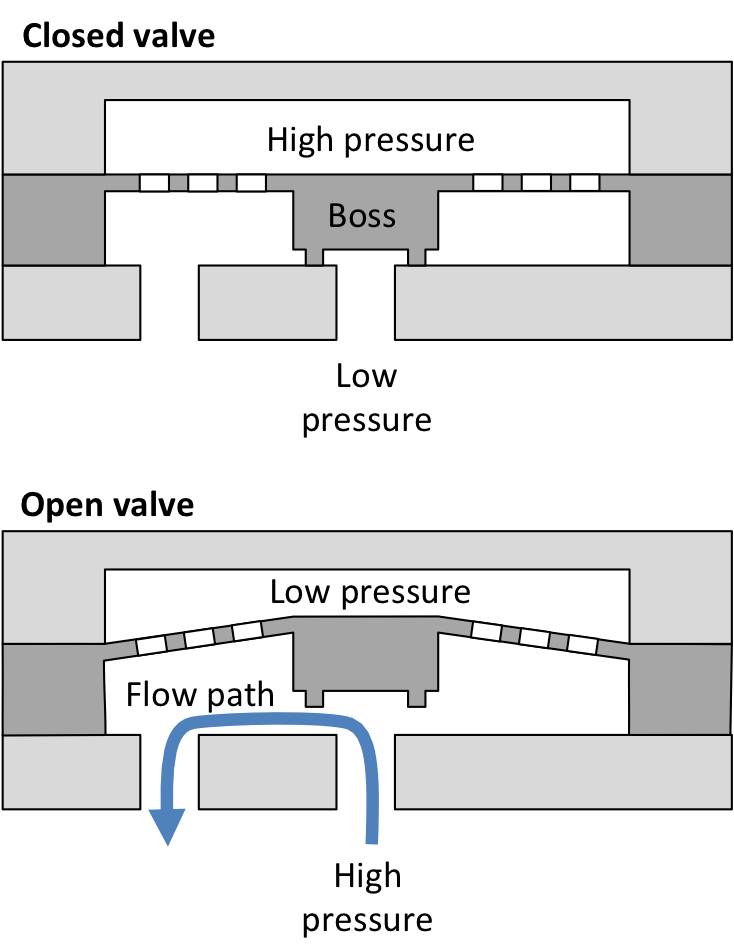 Closed valve
High pressure
Boss
Low
pressure
Open valve
Low pressure
Flow path
High
pressure